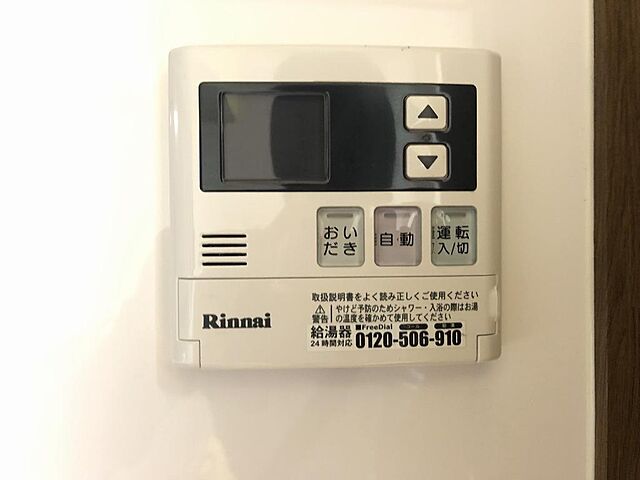 おい
だき
自動
運転
入/切
取扱説明書をよく読み正しくご使用ください
警告
やけど予防のためシャワー・入浴の際はお湯
の温度を確かめて使用してください
Rinnai
給湯器
24時間対応
FreeDial
0120-506-910